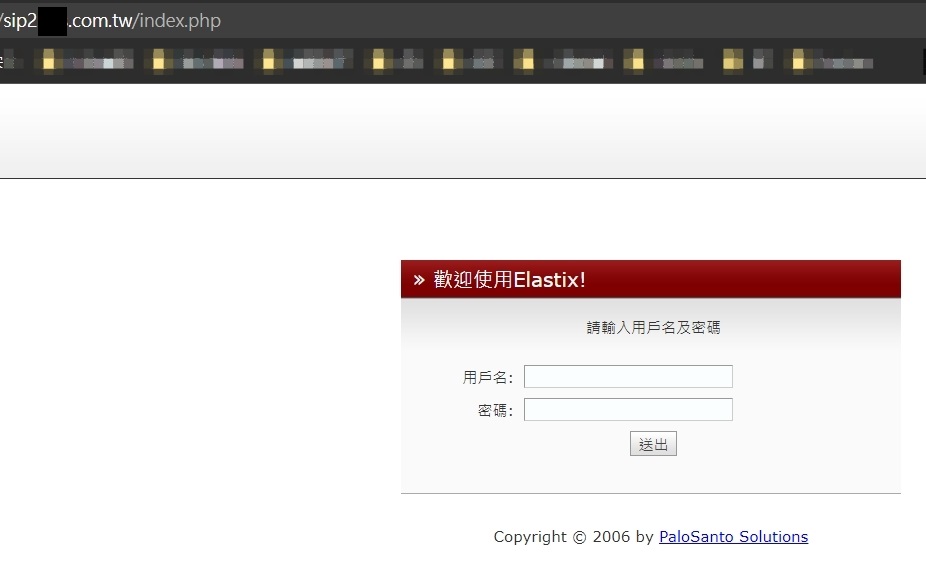 /sip2 .com.tw/index.php
» 歡迎使用Elastix!
請輸入用戶名及密碼
用戶名:
密碼:
送出
Copyright © 2006 by PaloSanto Solutions